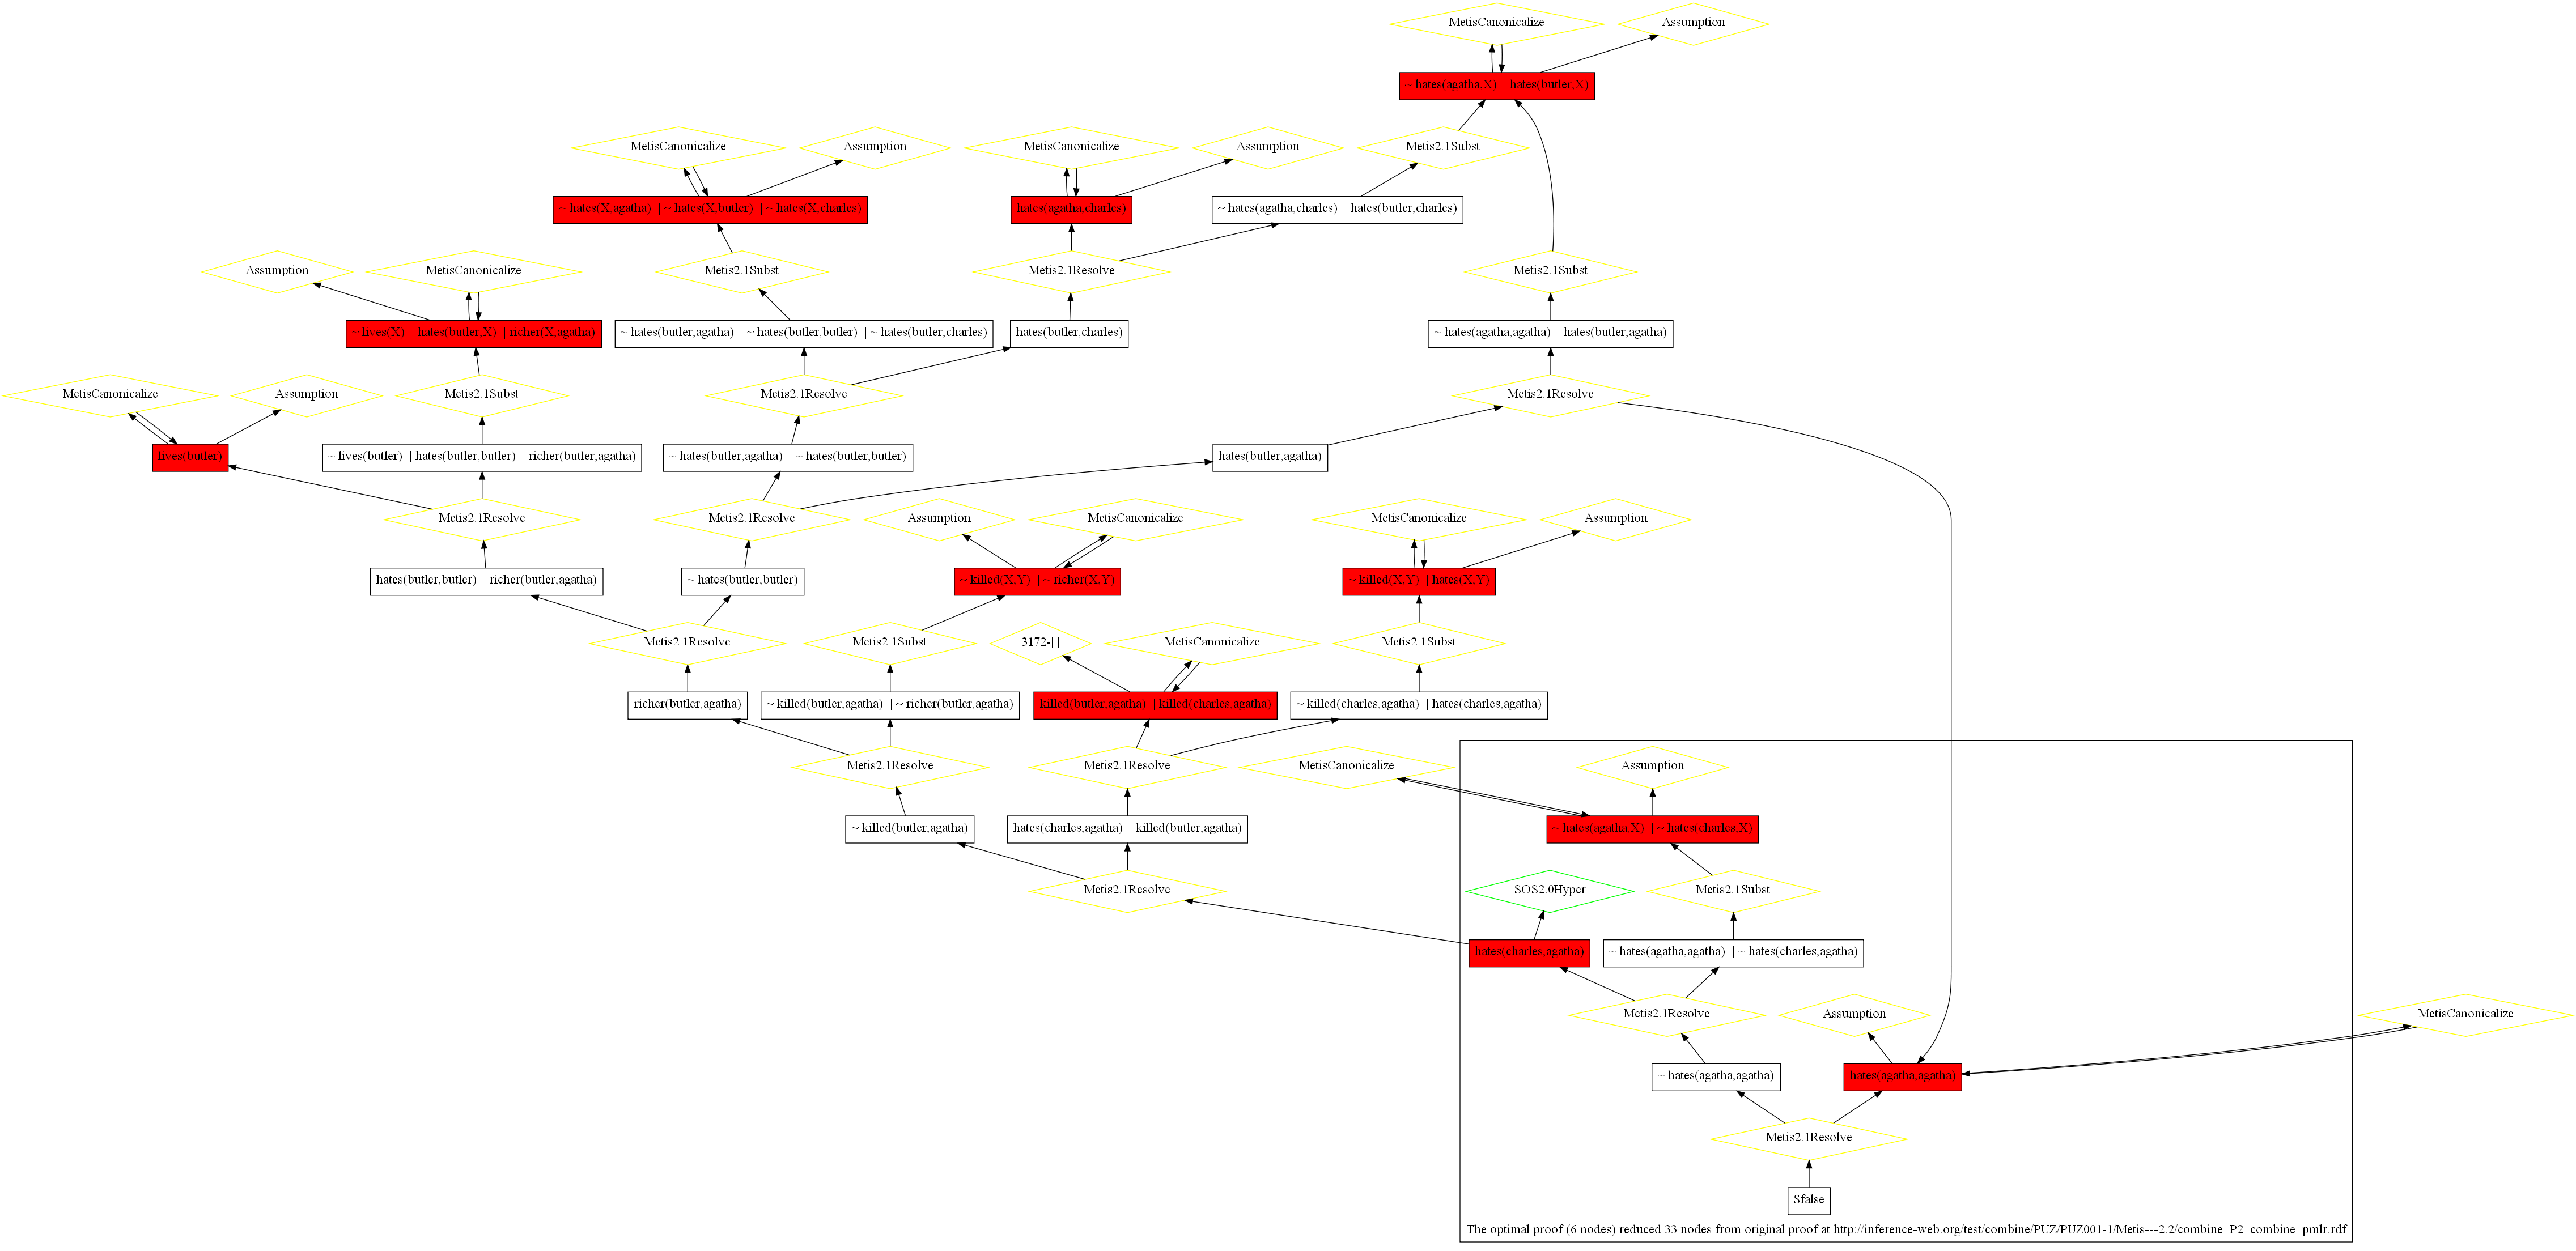 MetisCanonicalize
Assumption
~ hates(agatha,X) | hates(butler,X)
MetisCanonicalize
Assumption
MetisCanonicalize
Assumption
Metis2.1Subst
~ hates(X,agatha) | ~ hates(X,butler) | ~ hates(X,charles)
hates(agatha,charles)
~ hates(agatha,charles) | hates(butler,charles)
Assumption
MetisCanonicalize
Metis2.1Subst
Metis2.1Resolve
Metis2.1Subst
~ lives(X) | hates(butler,X) | richer(X,agatha)
~ hates(butler,agatha) | ~ hates(butler,butler) | ~ hates(butler,charles)
hates(butler,charles)
~ hates(agatha,agatha) | hates(butler,agatha)
MetisCanonicalize
Assumption
Metis2.1Subst
Metis2.1Resolve
Metis2.1Resolve
lives(butler)
~ lives(butler) | hates(butler,butler) | richer(butler,agatha)
~ hates(butler,agatha) | ~ hates(butler,butler)
hates(butler,agatha)
Metis2.1Resolve
Metis2.1Resolve
Assumption
MetisCanonicalize
MetisCanonicalize
Assumption
hates(butler,butler) | richer(butler,agatha)
~ hates(butler,butler)
~ killed(X,Y) | ~ richer(X,Y)
~ killed(X,Y) | hates(X,Y)
Metis2.1Resolve
Metis2.1Subst
3172-[]
MetisCanonicalize
Metis2.1Subst
richer(butler,agatha)
~ killed(butler,agatha) | ~ richer(butler,agatha)
killed(butler,agatha) | killed(charles,agatha)
~ killed(charles,agatha) | hates(charles,agatha)
Metis2.1Resolve
Metis2.1Resolve
MetisCanonicalize
Assumption
~ killed(butler,agatha)
hates(charles,agatha) | killed(butler,agatha)
~ hates(agatha,X) | ~ hates(charles,X)
Metis2.1Resolve
SOS2.0Hyper
Metis2.1Subst
hates(charles,agatha)
~ hates(agatha,agatha) | ~ hates(charles,agatha)
Metis2.1Resolve
Assumption
MetisCanonicalize
~ hates(agatha,agatha)
hates(agatha,agatha)
Metis2.1Resolve
$false
The optimal proof (6 nodes) reduced 33 nodes from original proof at http://inference-web.org/test/combine/PUZ/PUZ001-1/Metis---2.2/combine_P2_combine_pmlr.rdf